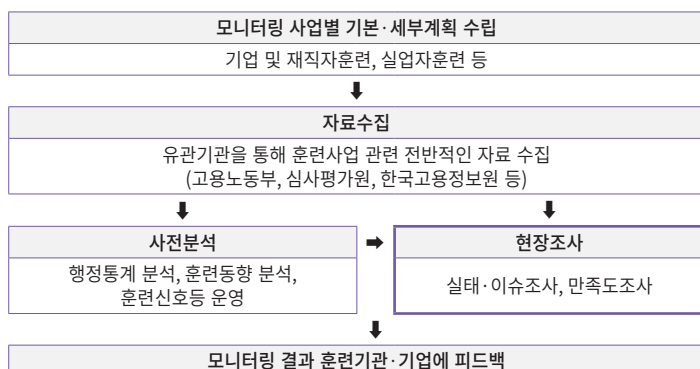 모니터링 사업별 기본·세부계획 수립
기업 및 재직자훈련, 실업자훈련 등
자료수집
유관기관을 통해 훈련사업 관련 전반적인 자료 수집
(고용노동부, 심사평가원, 한국고용정보원 등)
사전분석
행정통계 분석, 훈련동향 분석,
훈련신호등 운영
현장조사
실태·이슈조사, 만족도조사
모니터링 결과 훈련기관·기업에 피드백